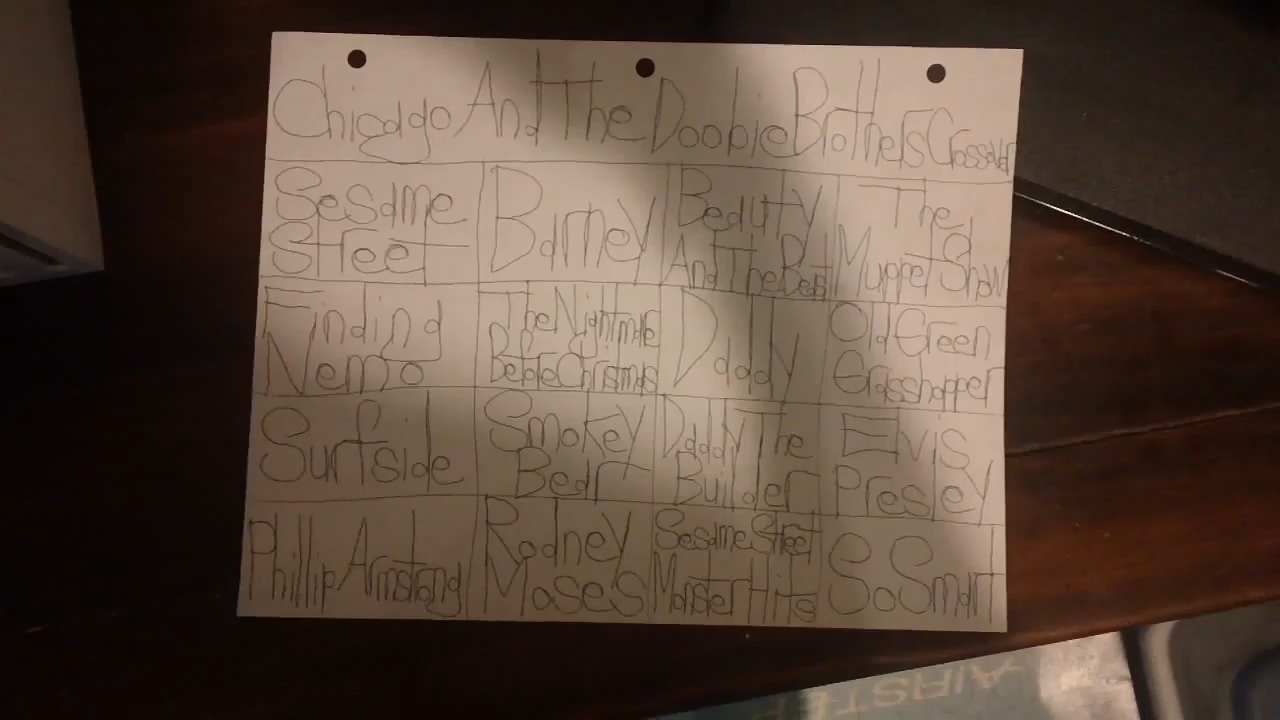 Chicago And The Doobie Brothers Crossover
Sesame
Street
Barney
Beauty
And The Best
The
Muppet Show
Finding
Nemo
The Nightmare
Before Christmas
Daddy
Old Green
Grasshopper
Surfside
Smokey
Bear
Daddy The
Builder
Elvis
Presley
Phillip Armstrong
Rodney
Moses
Sesame Street
Monster Hits
So Smart